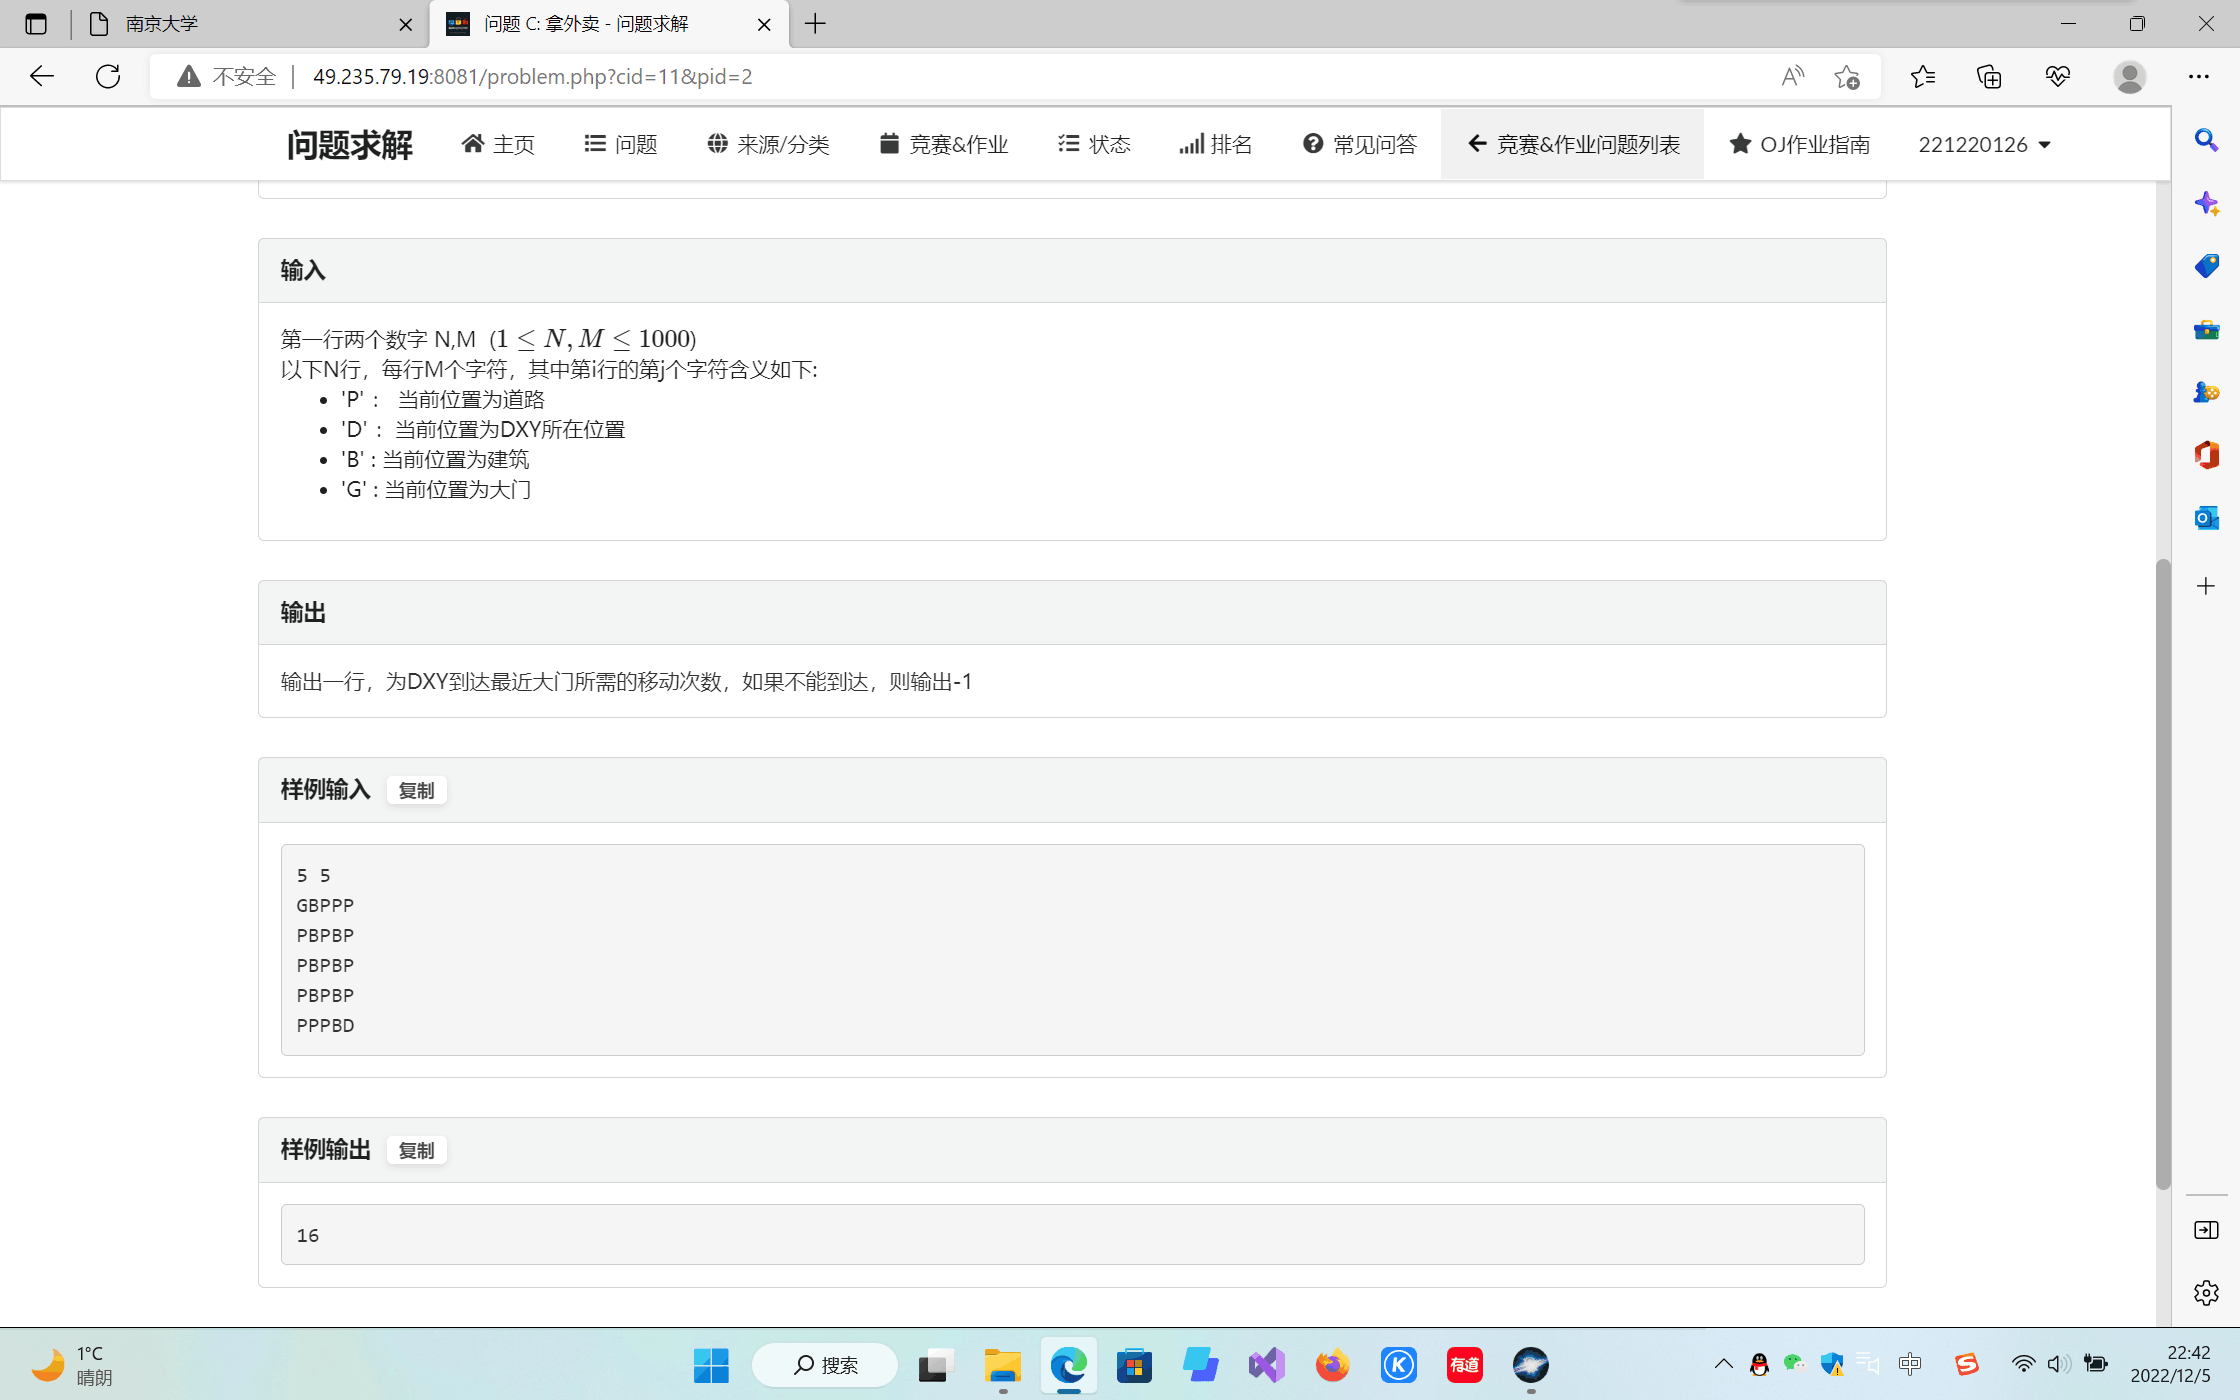 南京大学
问题 C: 拿外卖 - 问题求解
不安全 49.235.79.19:8081/problem.php?cid=11&pid=2
问题求解 主页 问题 来源/分类 竞赛&作业 状态 排名 常见问答 竞赛&作业问题列表 OJ作业指南 221220126
输入
第一行两个数字 N,M（1 ≤ N, M ≤ 1000）
以下N行，每行M个字符，其中第i行的第j个字符含义如下:
• 'P' ： 当前位置为道路
• 'D' ：当前位置为DXY所在位置
• 'B' : 当前位置为建筑
• 'G' : 当前位置为大门
输出
输出一行，为DXY到达最近大门所需的移动次数，如果不能到达，则输出-1
样例输入 复制
5 5
GBPPP
PBPBP
PBPBP
PBPBP
PPPBD
样例输出 复制
16
1°C
晴朗
搜索
有道
中
22:42
2022/12/5